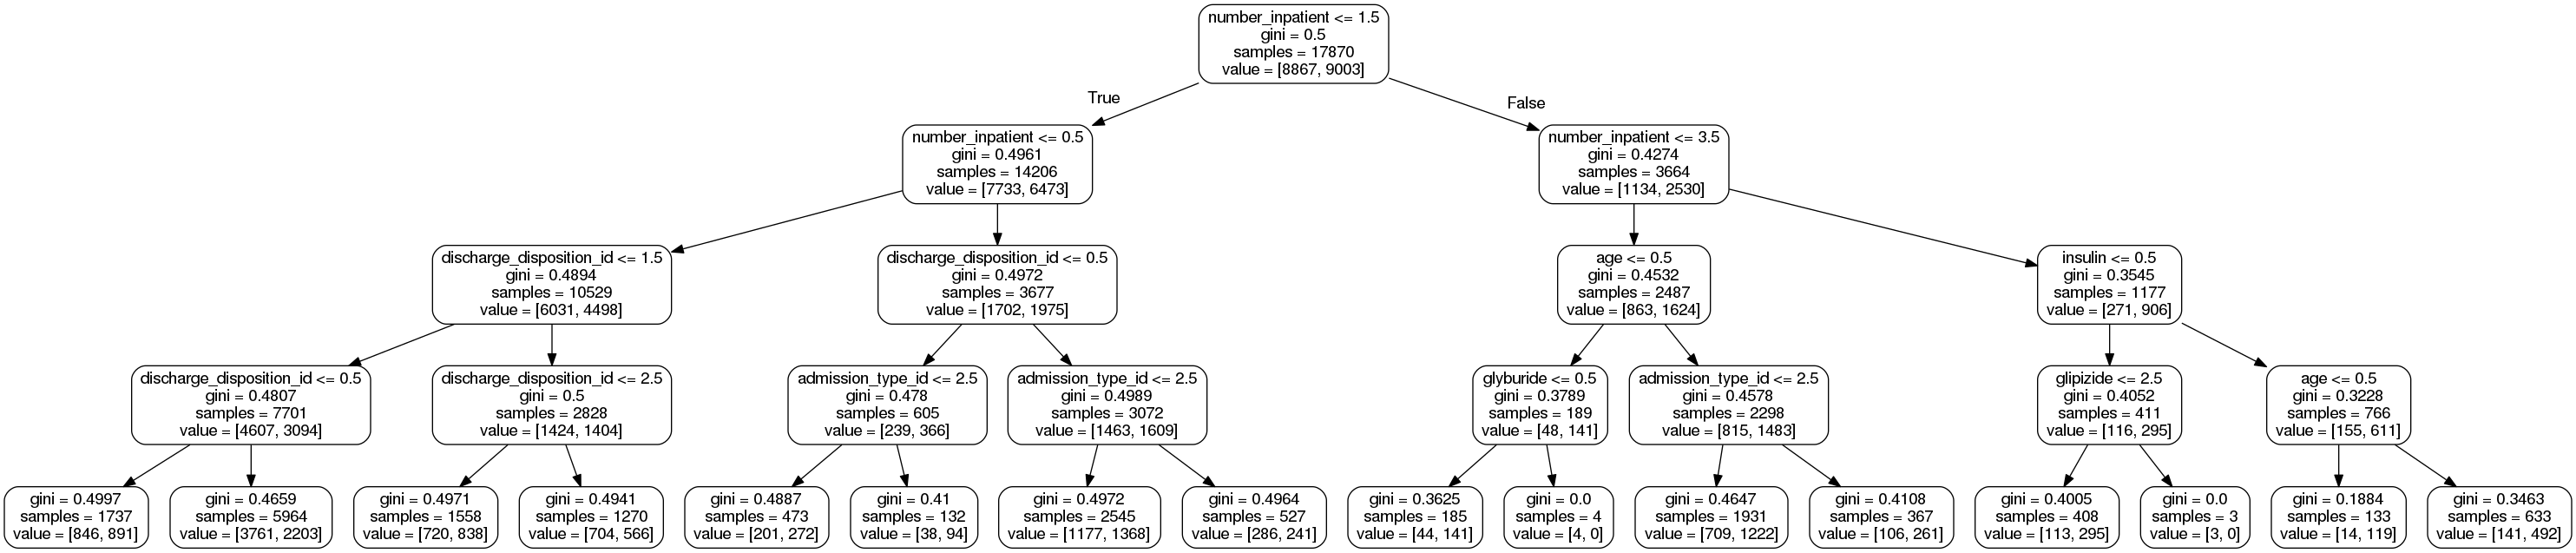 number_inpatient <= 1.5
gini = 0.5
samples = 17870
value = [8867, 9003]
True
False
number_inpatient <= 0.5
gini = 0.4961
samples = 14206
value = [7733, 6473]
number_inpatient <= 3.5
gini = 0.4274
samples = 3664
value = [1134, 2530]
discharge_disposition_id <= 1.5
gini = 0.4894
samples = 10529
value = [6031, 4498]
discharge_disposition_id <= 0.5
gini = 0.4972
samples = 3677
value = [1702, 1975]
age <= 0.5
gini = 0.4532
samples = 2487
value = [863, 1624]
insulin <= 0.5
gini = 0.3545
samples = 1177
value = [271, 906]
discharge_disposition_id <= 0.5
gini = 0.4807
samples = 7701
value = [4607, 3094]
discharge_disposition_id <= 2.5
gini = 0.5
samples = 2828
value = [1424, 1404]
admission_type_id <= 2.5
gini = 0.478
samples = 605
value = [239, 366]
admission_type_id <= 2.5
gini = 0.4989
samples = 3072
value = [1463, 1609]
glyburide <= 0.5
gini = 0.3789
samples = 189
value = [48, 141]
admission_type_id <= 2.5
gini = 0.4578
samples = 2298
value = [815, 1483]
glipizide <= 2.5
gini = 0.4052
samples = 411
value = [116, 295]
age <= 0.5
gini = 0.3228
samples = 766
value = [155, 611]
gini = 0.4997
samples = 1737
value = [846, 891]
gini = 0.4659
samples = 5964
value = [3761, 2203]
gini = 0.4971
samples = 1558
value = [720, 838]
gini = 0.4941
samples = 1270
value = [704, 566]
gini = 0.4887
samples = 473
value = [201, 272]
gini = 0.41
samples = 132
value = [38, 94]
gini = 0.4972
samples = 2545
value = [1177, 1368]
gini = 0.4964
samples = 527
value = [286, 241]
gini = 0.3625
samples = 185
value = [44, 141]
gini = 0.0
samples = 4
value = [4, 0]
gini = 0.4647
samples = 1931
value = [709, 1222]
gini = 0.4108
samples = 367
value = [106, 261]
gini = 0.4005
samples = 408
value = [113, 295]
gini = 0.0
samples = 3
value = [3, 0]
gini = 0.1884
samples = 133
value = [14, 119]
gini = 0.3463
samples = 633
value = [141, 492]